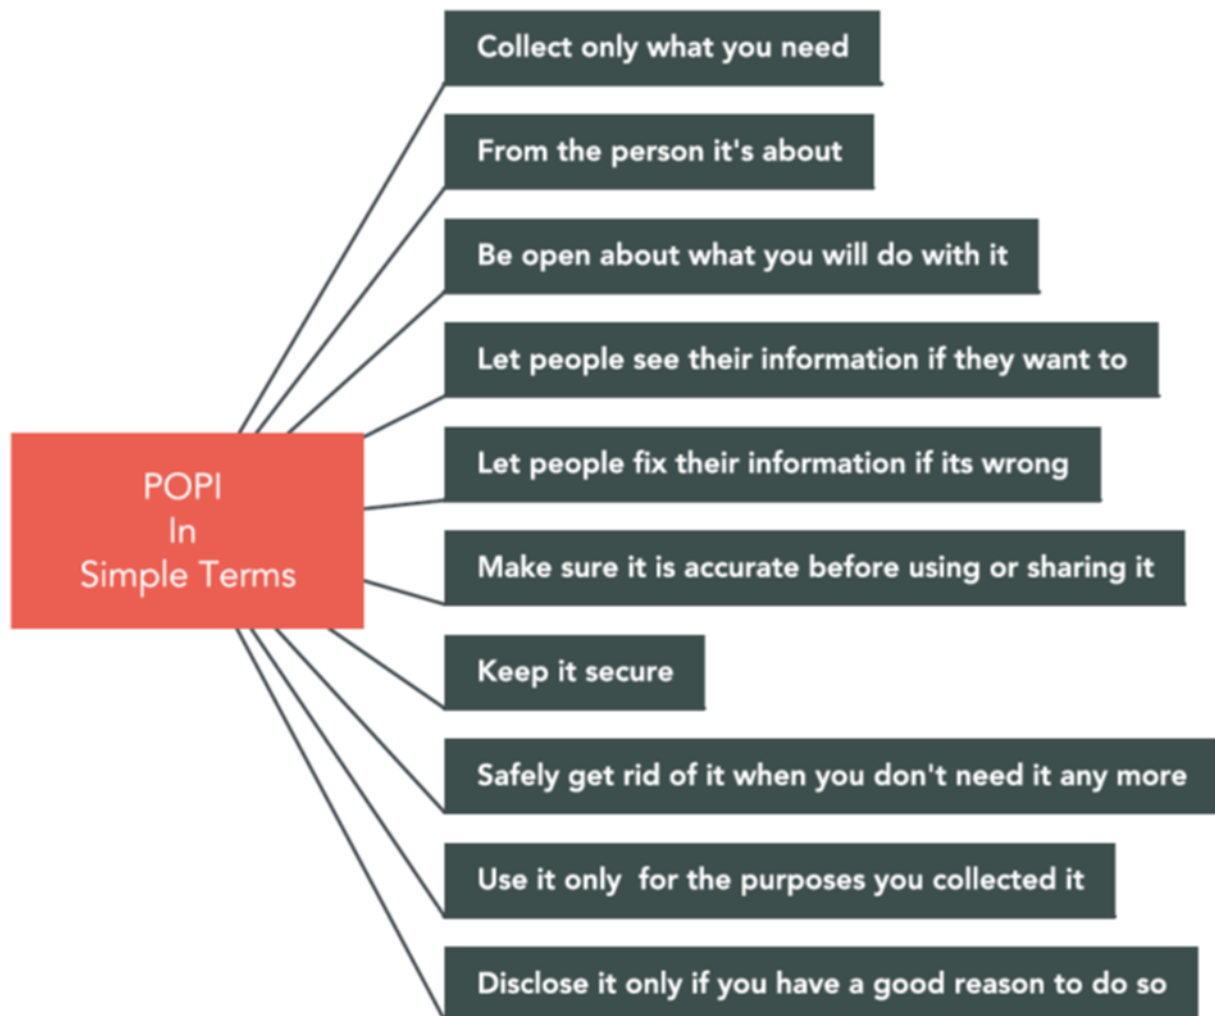 Collect only what you need
From the person it's about
Be open about what you will do with it
Let people see their information if they want to
Let people fix their information if its wrong
POPI
In
Simple Terms
Make sure it is accurate before using or sharing it
Keep it secure
Safely get rid of it when you don't need it any more
Use it only  for the purposes you collected it
Disclose it only if you have a good reason to do so